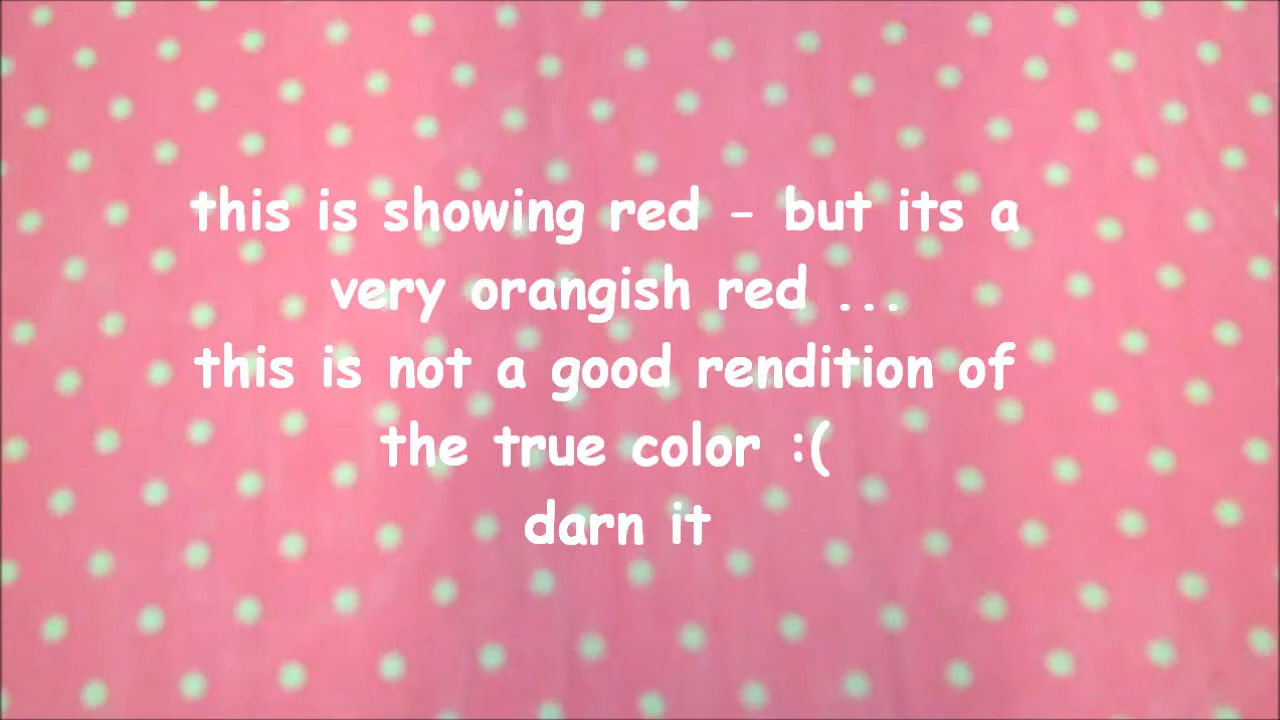 this is showing red - but its a
very orangish red ...
this is not a good rendition of
the true color :(
darn it